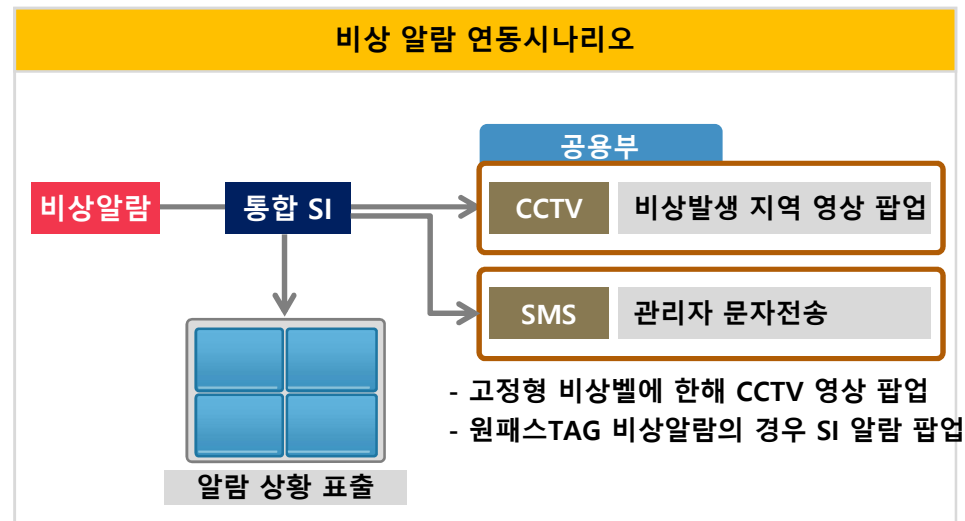 비상 알람 연동시나리오
공용부
비상알람
통합 SI
CCTV
비상발생 지역 영상 팝업
SMS
관리자 문자전송
- 고정형 비상벨에 한해 CCTV 영상 팝업
- 원패스TAG 비상알람의 경우 SI 알람 팝업
알람 상황 표출